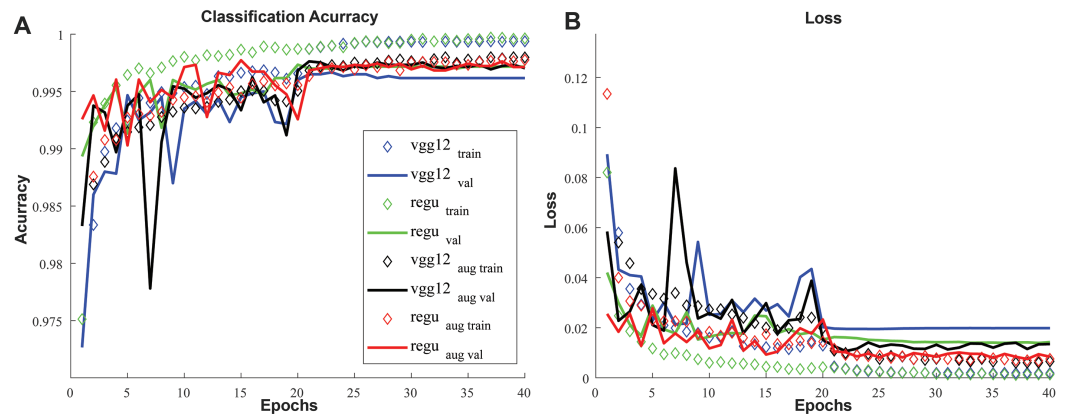 A
Classification Acurracy
Acurracy
1
0.995
0.99
0.985
0.98
0.975
0 5 10 15 20 25 30 35 40
Epochs
vgg12 train
vgg12 val
regu train
regu val
vgg12 aug train
vgg12 aug val
regu aug train
regu aug val
B
Loss
Loss
0.12
0.1
0.08
0.06
0.04
0.02
0
0 5 10 15 20 25 30 35 40
Epochs